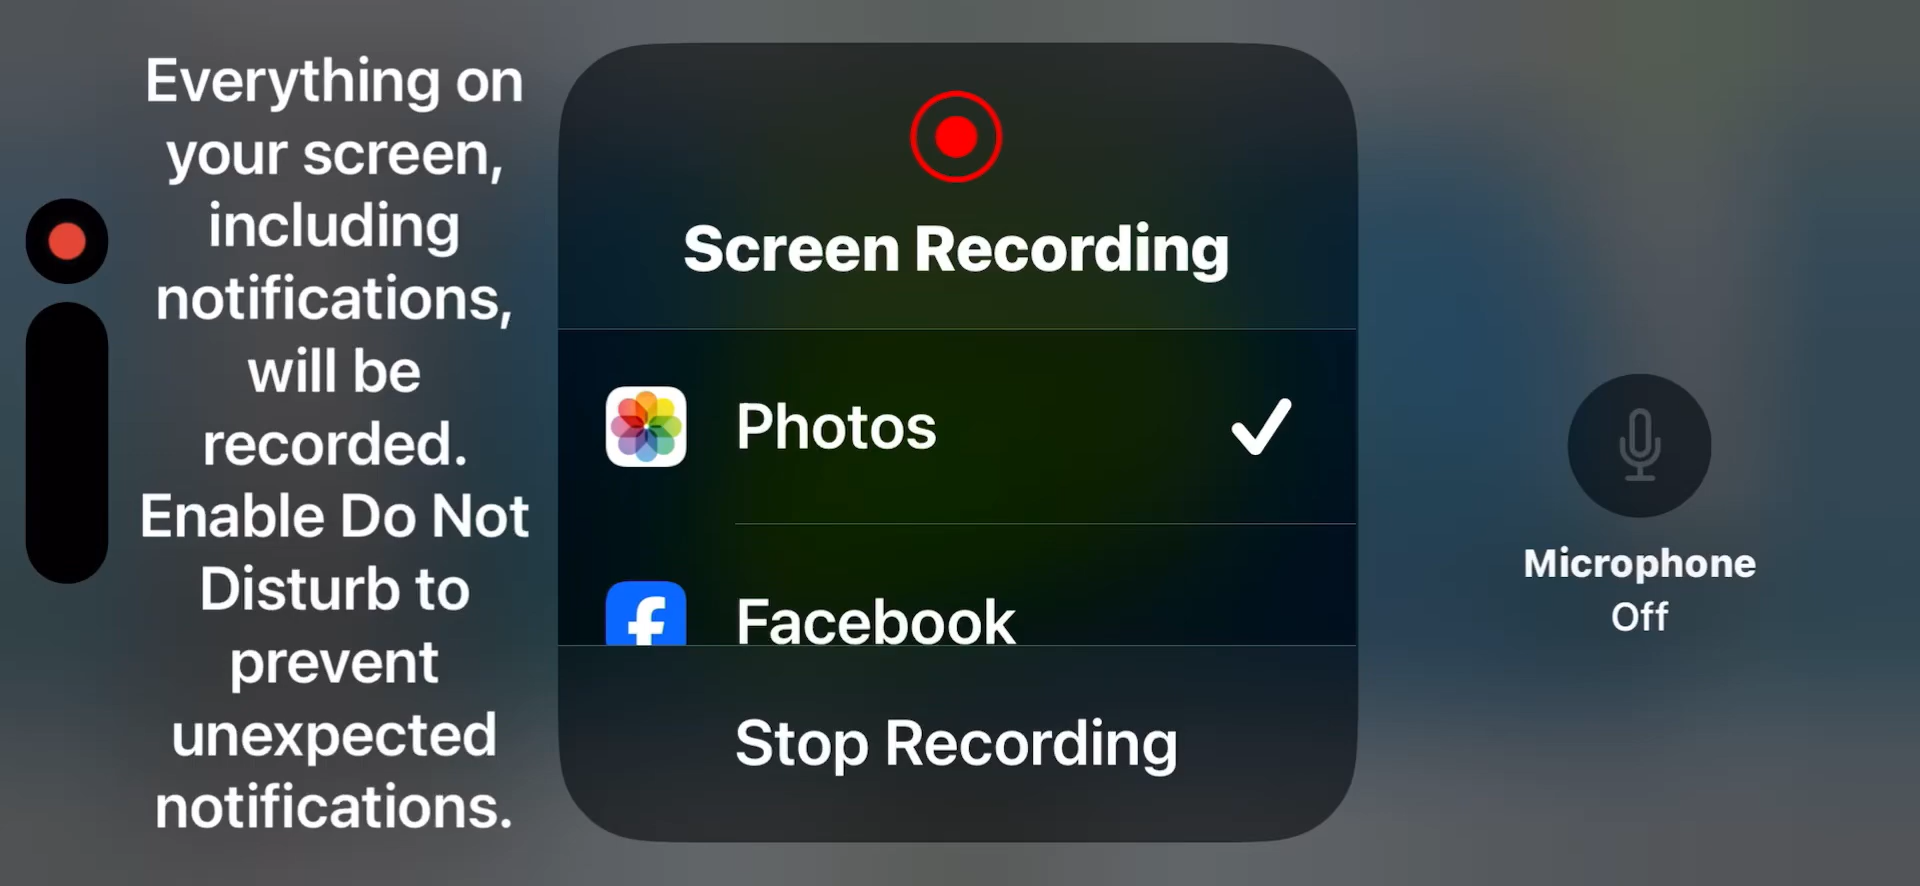 Everything on
your screen,
including
notifications,
will be
recorded.
Enable Do Not
Disturb to
prevent
unexpected
notifications.
Screen Recording
Photos
Facebook
Stop Recording
Microphone
Off